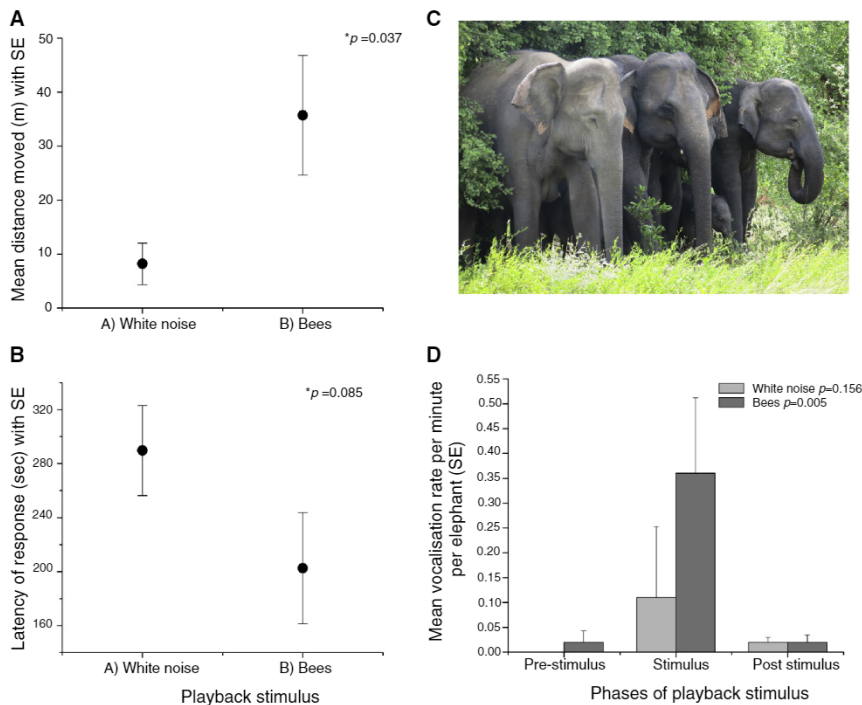 A
Mean distance moved (m) with SE
50
40
30
20
10
0
*p =0.037
A) White noise
B) Bees
B
Latency of response (sec) with SE
320
280
240
200
160
*p =0.085
A) White noise
B) Bees
Playback stimulus
C
D
Mean vocalisation rate per minute
per elephant (SE)
0.55
0.50
0.45
0.40
0.35
0.30
0.25
0.20
0.15
0.10
0.05
0.00
White noise p=0.156
Bees p=0.005
Pre-stimulus
Stimulus
Post stimulus
Phases of playback stimulus